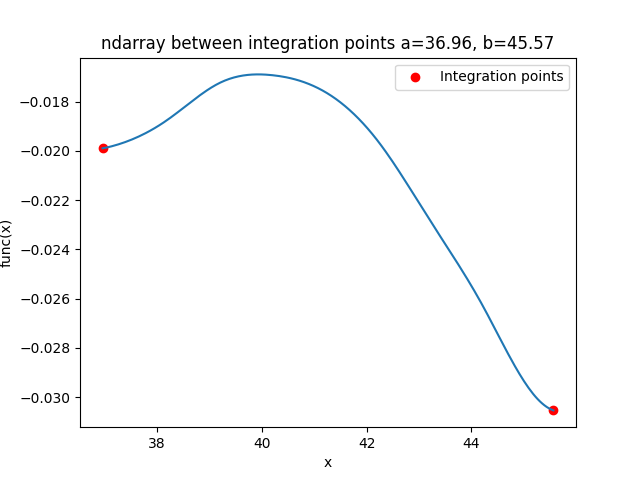 ndarray between integration points a=36.96, b=45.57
Integration points
−0.018
−0.020
−0.022
−0.024
−0.026
−0.028
−0.030
func(x)
38
40
42
44
x